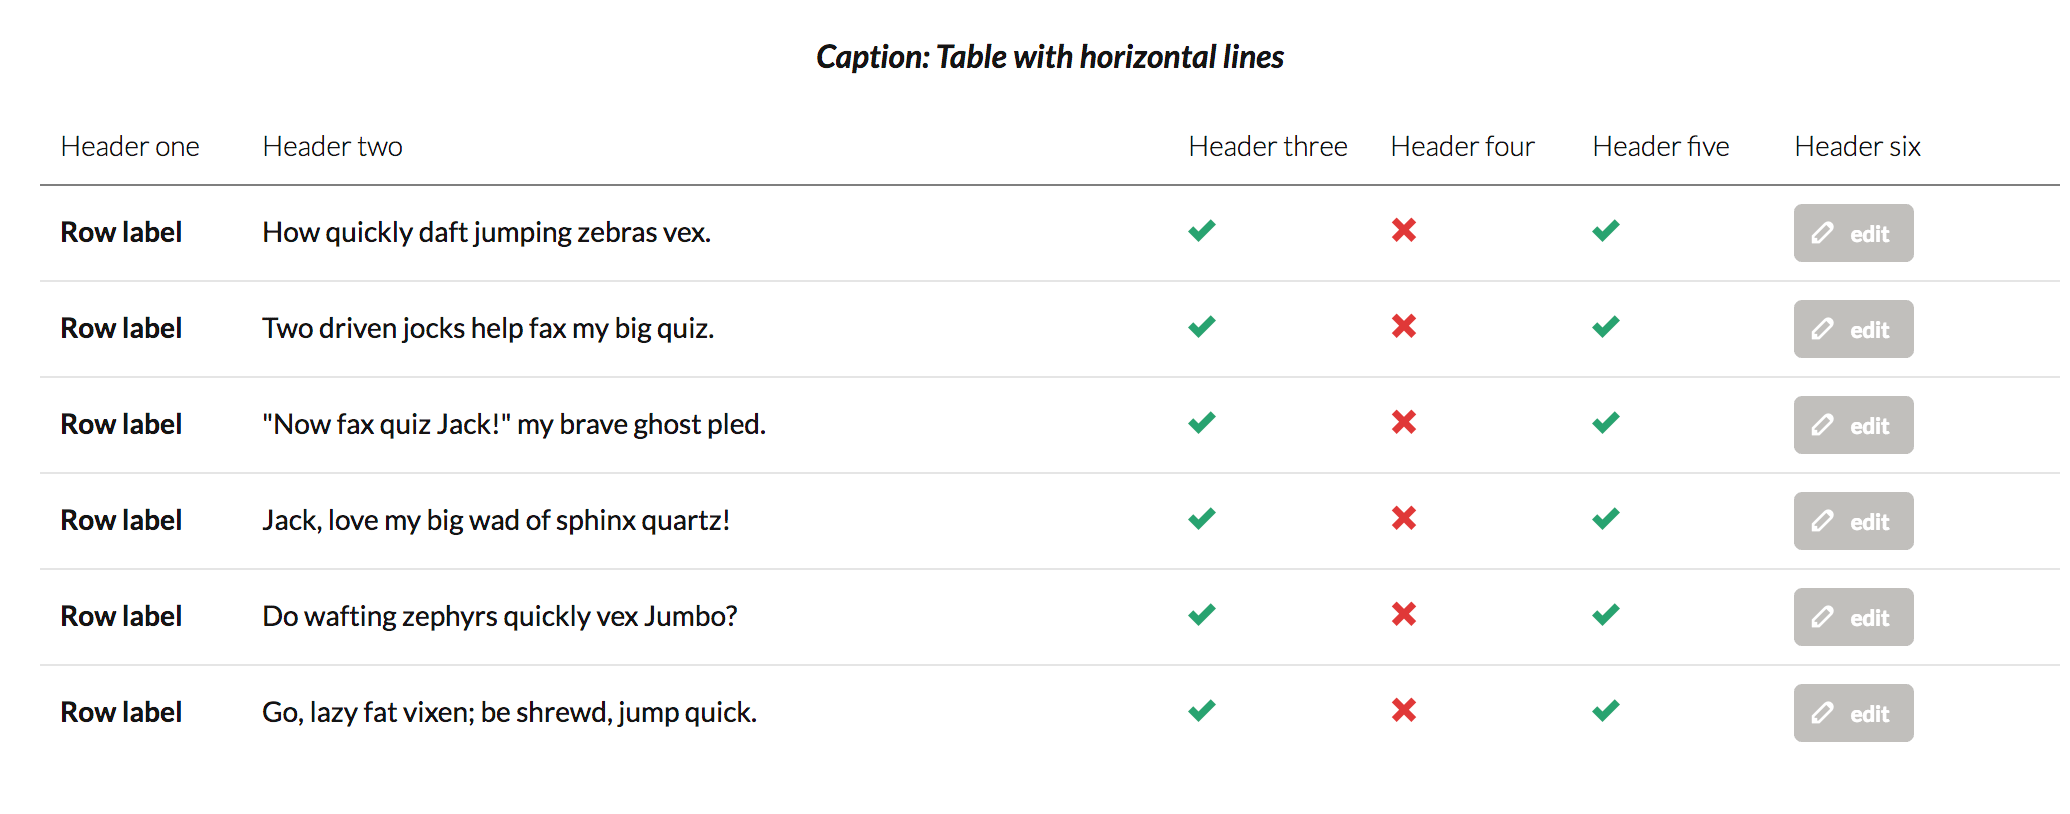 Caption: Table with horizontal lines
Header one Header two Header three Header four Header five Header six
Row label How quickly daft jumping zebras vex. edit
Row label Two driven jocks help fax my big quiz. edit
Row label "Now fax quiz Jack!" my brave ghost pled. edit
Row label Jack, love my big wad of sphinx quartz! edit
Row label Do wafting zephyrs quickly vex Jumbo? edit
Row label Go, lazy fat vixen; be shrewd, jump quick. edit